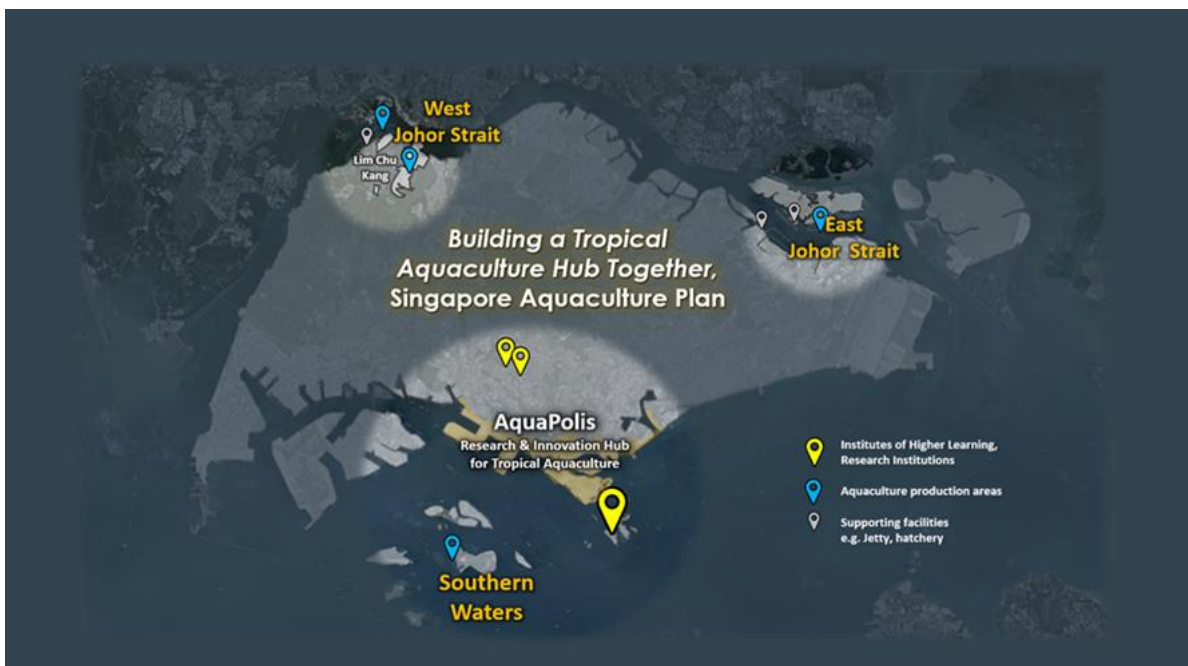 West
Johor Strait
Lim Chu
Kang
East
Johor Strait
Building a Tropical
Aquaculture Hub Together,
Singapore Aquaculture Plan
AquaPolis
Research & Innovation Hub
for Tropical Aquaculture
Institutes of Higher Learning,
Research Institutions
Aquaculture production areas
Supporting facilities
e.g. Jetty, hatchery
Southern
Waters